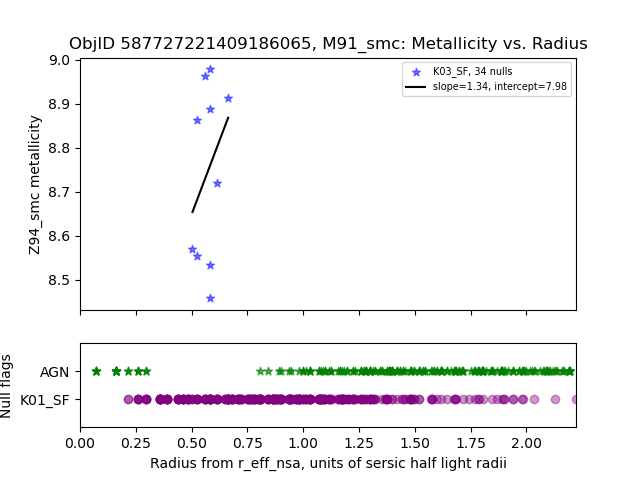 ObjID 587727221409186065, M91_smc: Metallicity vs. Radius
9.0
8.9
8.8
8.7
8.6
8.5
Z94_smc metallicity
K03_SF, 34 nulls
slope=1.34, intercept=7.98
AGN
K01_SF
Null flags
0.00 0.25 0.50 0.75 1.00 1.25 1.50 1.75 2.00
Radius from r_eff_nsa, units of sersic half light radii